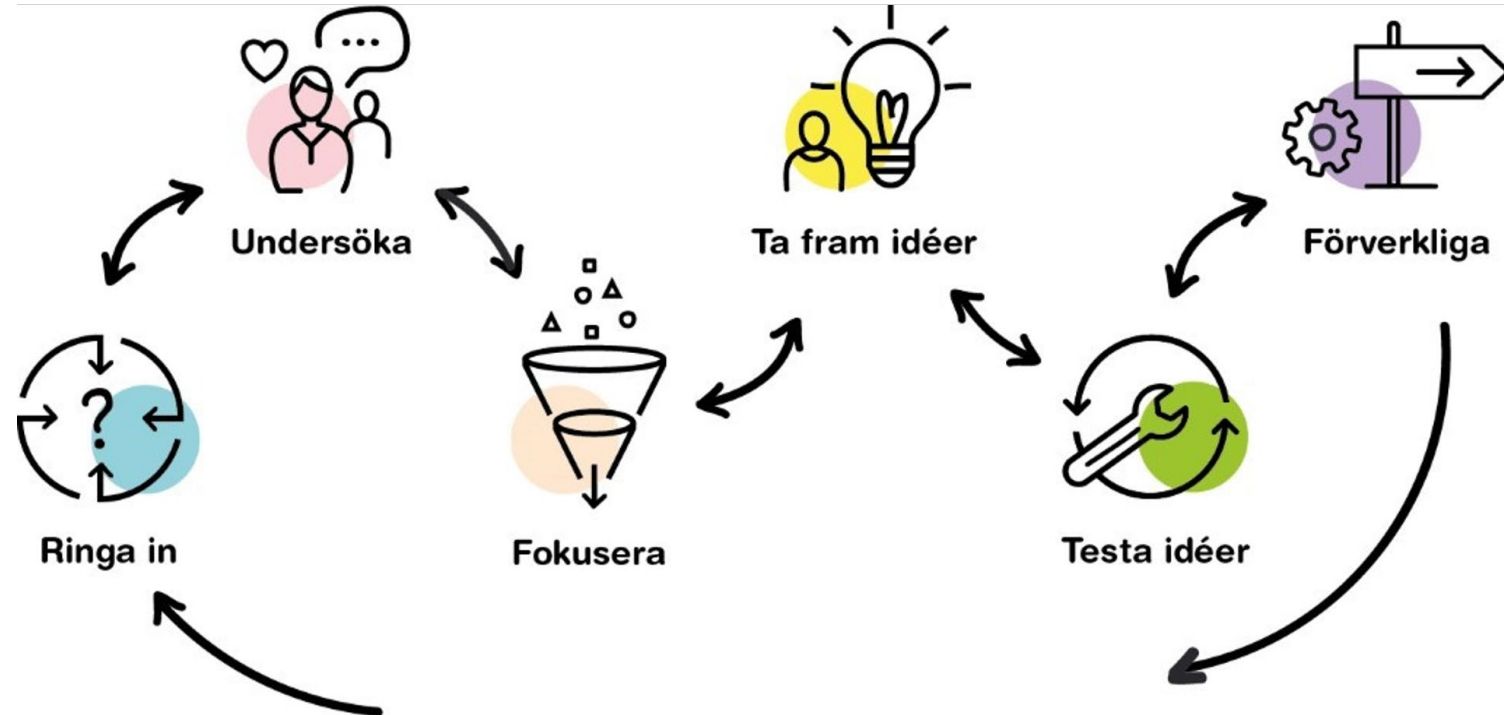 Undersöka
Ta fram idéer
Förverkliga
?
Ringa in
Fokusera
Testa idéer